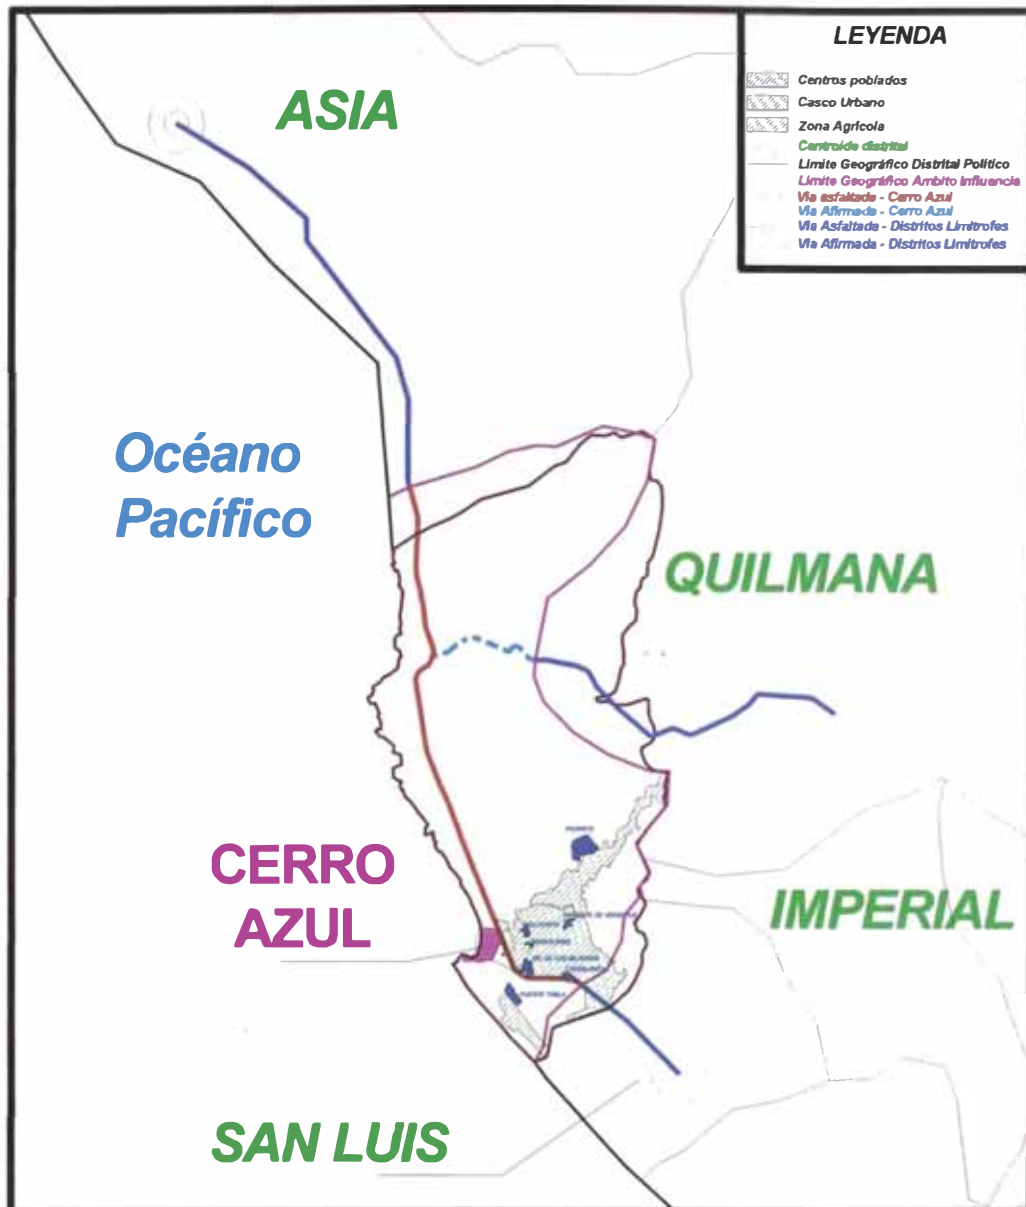 LEYENDA
Centros poblados
Casco Urbano
Zona Agrícola
Centroide distrital
Límite Geográfico Distrital Político
Límite Geográfico Ambito Influencia
Vía asfaltada - Cerro Azul
Vía Afirmada - Cerro Azul
Vía Asfaltada - Distritos Limítrofes
Vía Afirmada - Distritos Limítrofes
ASIA
Océano
Pacífico
QUILMANA
CERRO
AZUL
IMPERIAL
SAN LUIS